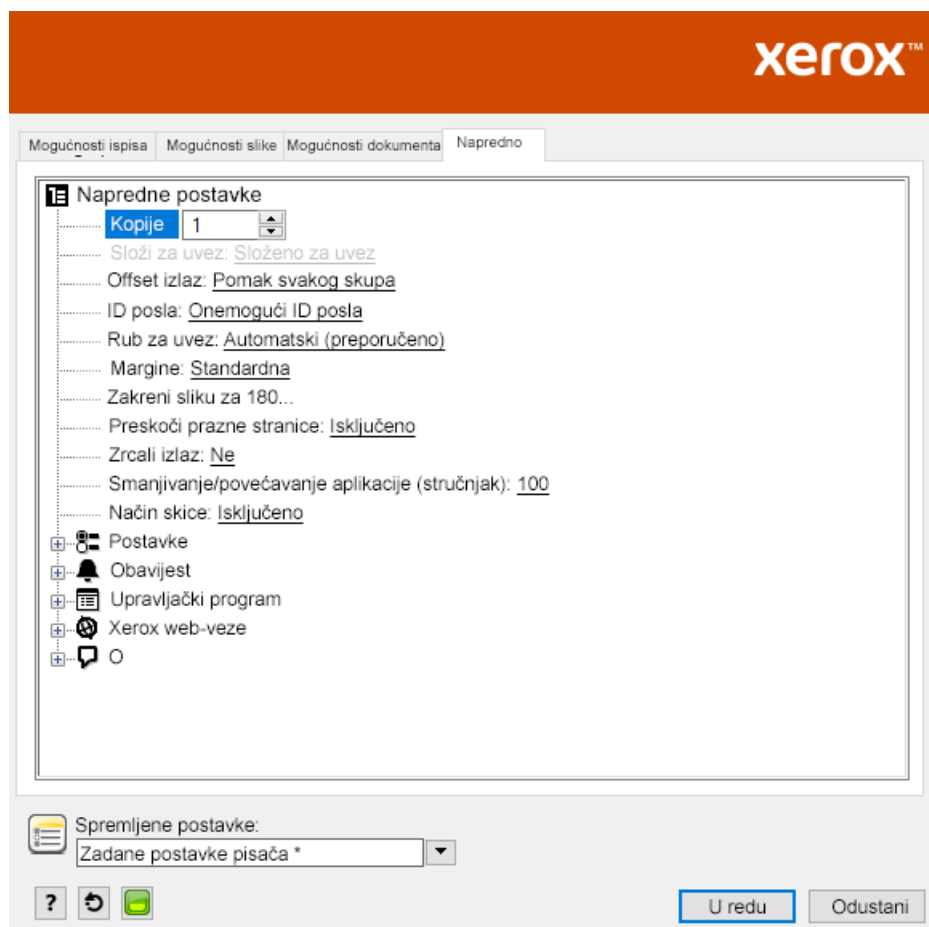 xerox™
Mogućnosti ispisa Mogućnosti slike Mogućnosti dokumenta Napredno
Napredne postavke
Kopije 1
Složi za uvez: Složeno za uvez
Offset izlaz: Pomak svakog skupa
ID posla: Onemogući ID posla
Rub za uvez: Automatski (preporučeno)
Margine: Standardna
Zakreni sliku za 180...
Preskoči prazne stranice: Isključeno
Zrcali izlaz: Ne
Smanjivanje/povećavanje aplikacije (stručnjak): 100
Način skice: Isključeno
Postavke
Obavijest
Upravljački program
Xerox web-veze
O
Spremljene postavke:
Zadane postavke pisača *
? U redu Odustani